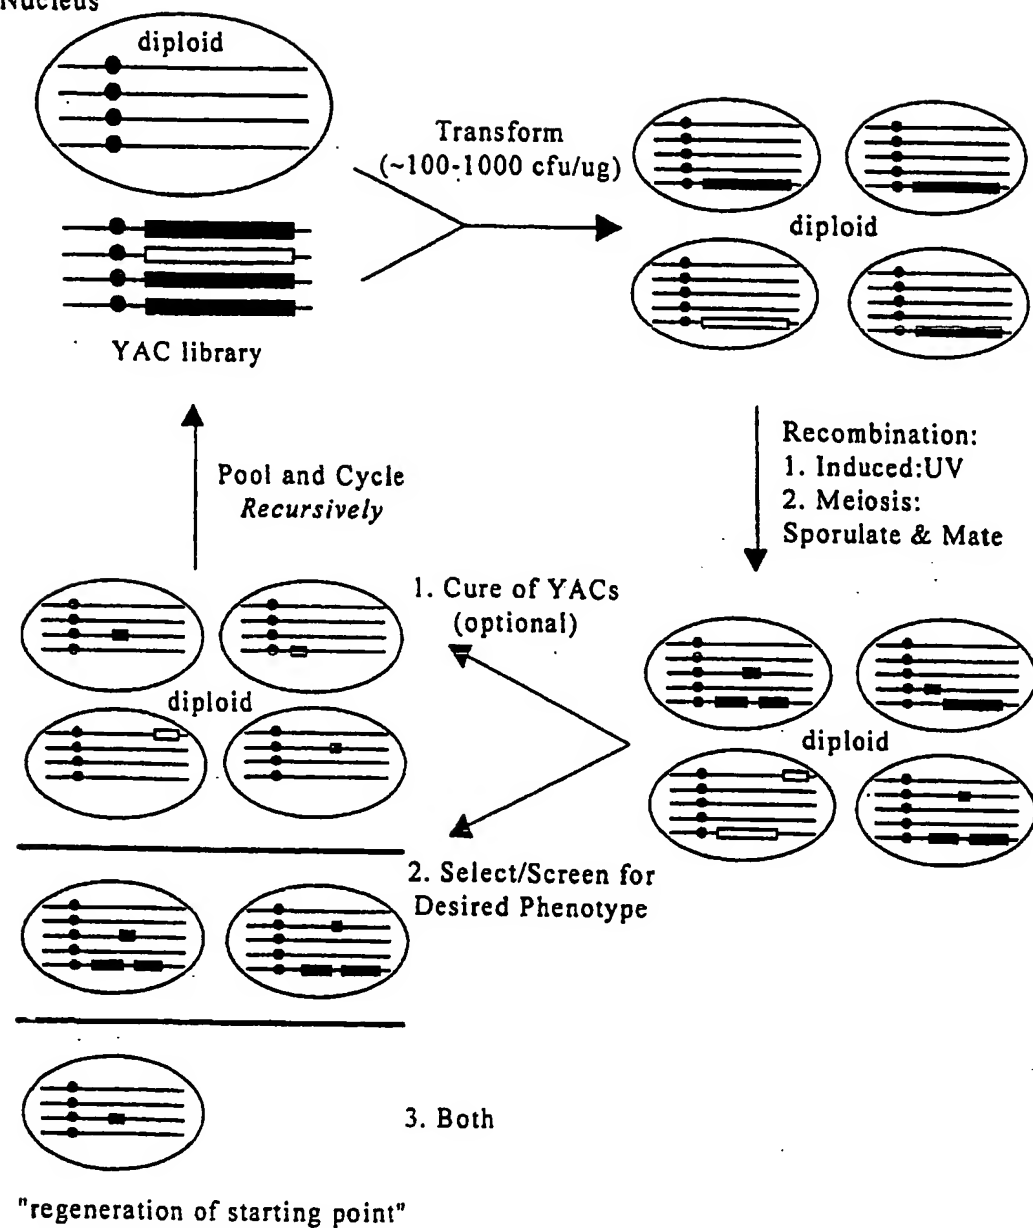 Nucleus
diploid
Transform
(~100-1000 cfu/ug)
diploid
YAC library
Recombination:
1. Induced:UV
2. Meiosis:
Sporulate & Mate
Pool and Cycle
Recursively
1. Cure of YACs
(optional)
diploid
diploid
2. Select/Screen for
Desired Phenotype
3. Both
"regeneration of starting point"